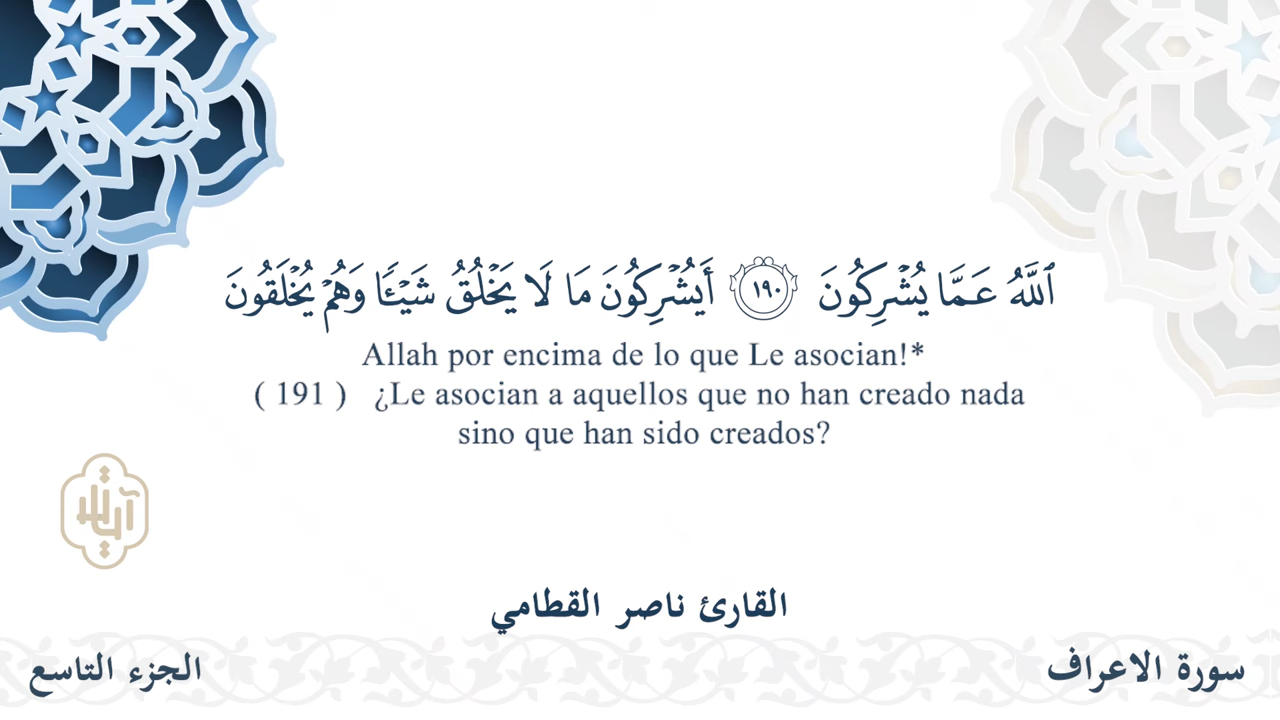 ٱللَّهُ عَمَّا يُشْرِكُونَ ١٩٠ أَيُشْرِكُونَ مَا لَا يَخْلُقُ شَيْـًٔا وَهُمْ يُخْلَقُونَ
Allah por encima de lo que Le asocian!*
( 191 ) ¿Le asocian a aquellos que no han creado nada
sino que han sido creados?
آيات
القارئ ناصر القطامي
سورة الاعراف
الجزء التاسع